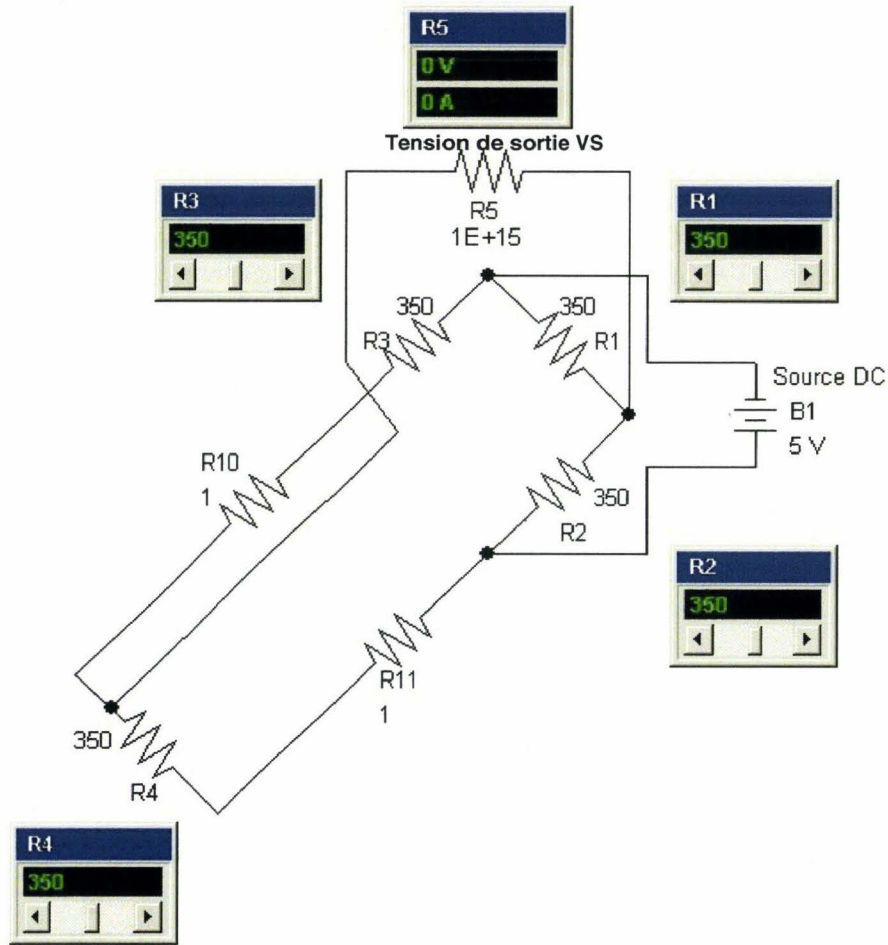 R5
0 V
0 A
Tension de sortie VS
R5
1E+15
R3
350
R1
350
350
R3
350
R1
Source DC
B1
5 V
R10
1
350
R2
R2
350
R11
1
350
R4
R4
350